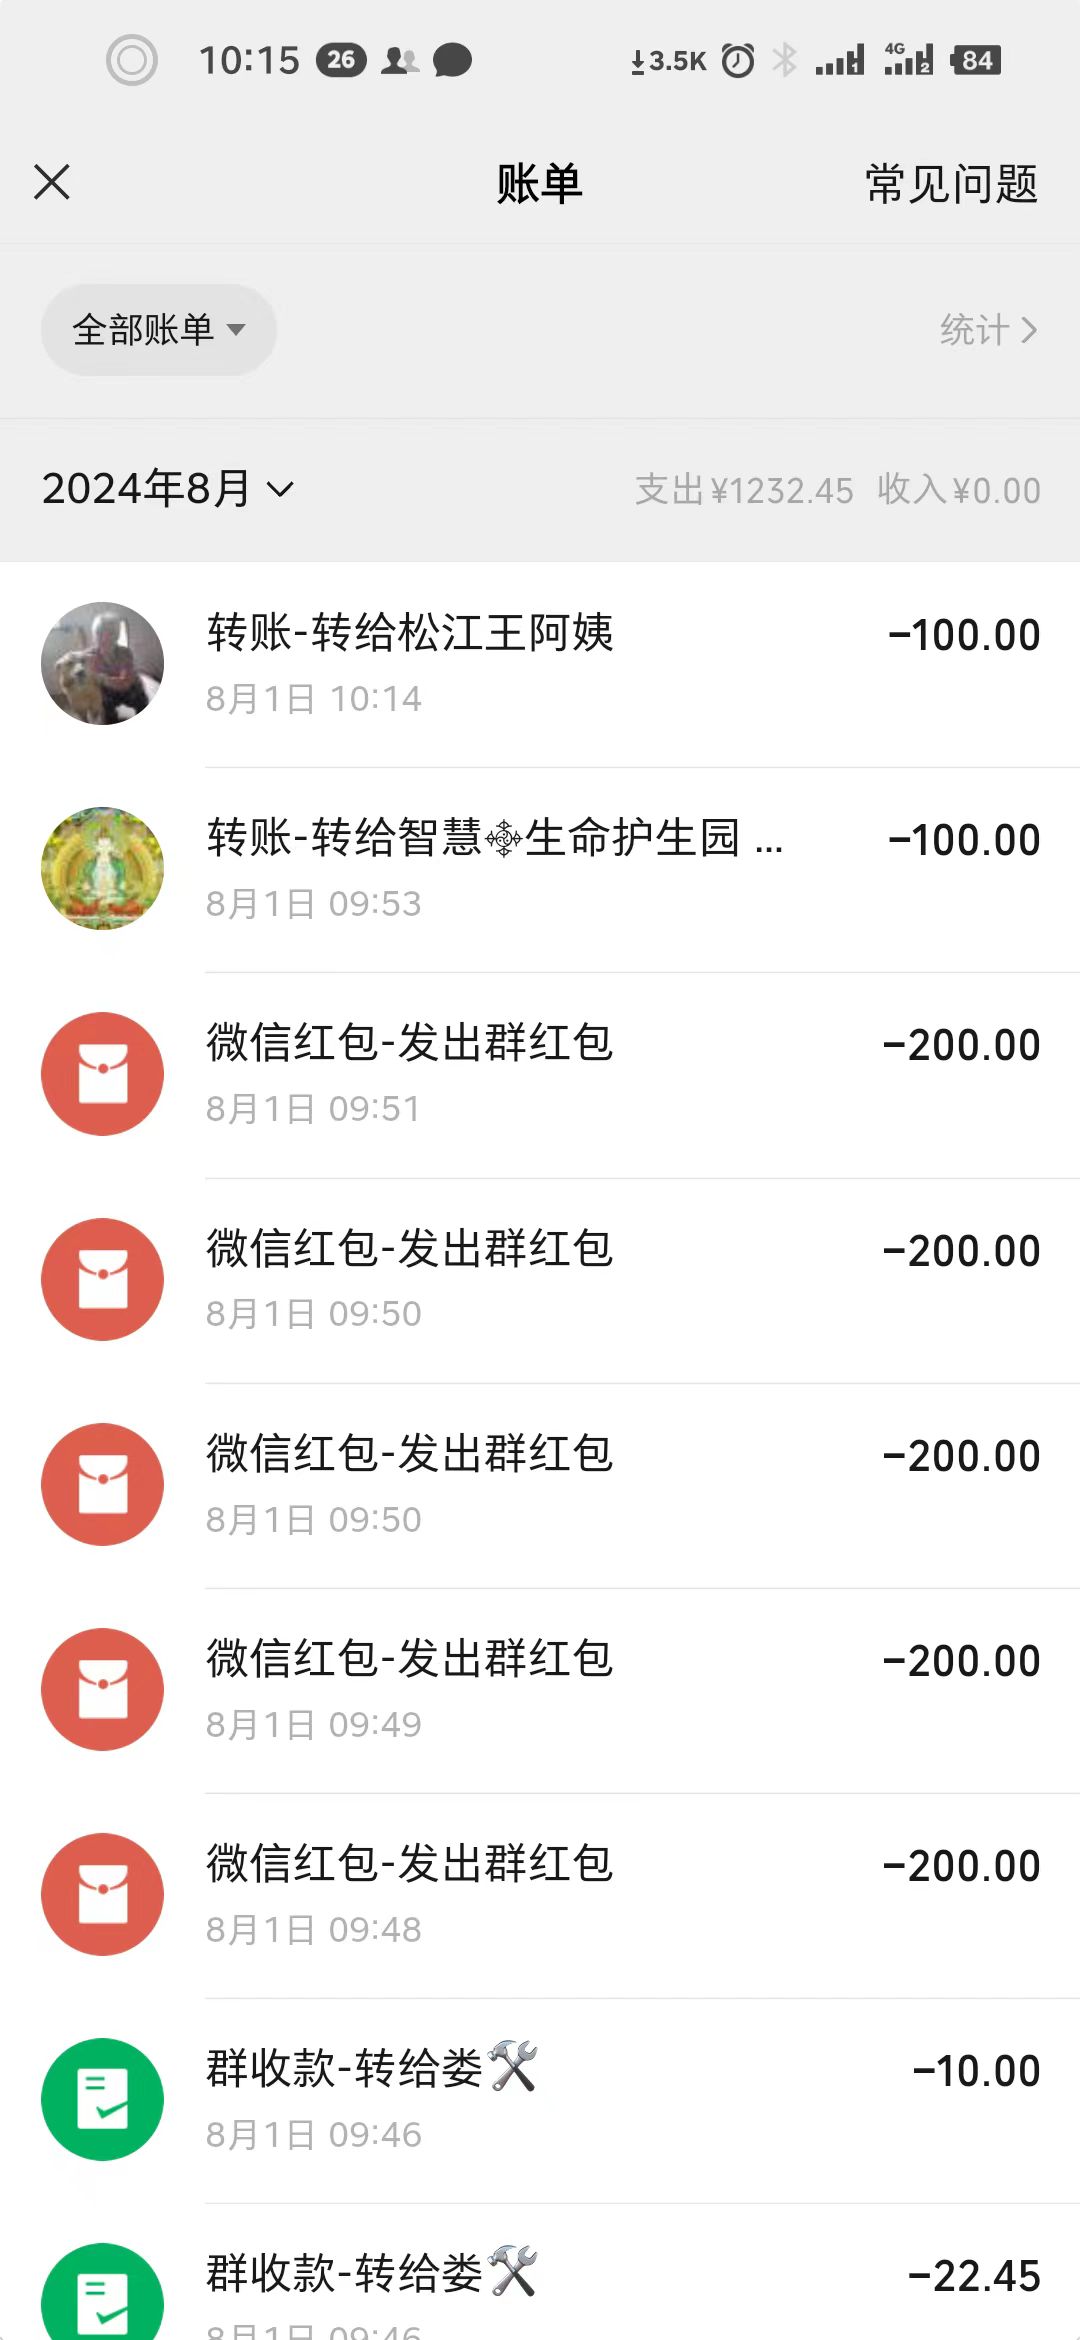 10:15 26 3.5K 4G 1 2 84
账单 常见问题
全部账单 统计
2024年8月 支出¥1232.45 收入¥0.00
转账-转给松江王阿姨 -100.00
8月1日 10:14
转账-转给智慧生命护生园 ... -100.00
8月1日 09:53
微信红包-发出群红包 -200.00
8月1日 09:51
微信红包-发出群红包 -200.00
8月1日 09:50
微信红包-发出群红包 -200.00
8月1日 09:50
微信红包-发出群红包 -200.00
8月1日 09:49
微信红包-发出群红包 -200.00
8月1日 09:48
群收款-转给娄🛠 -10.00
8月1日 09:46
群收款-转给娄🛠 -22.45
8月1日 09:46